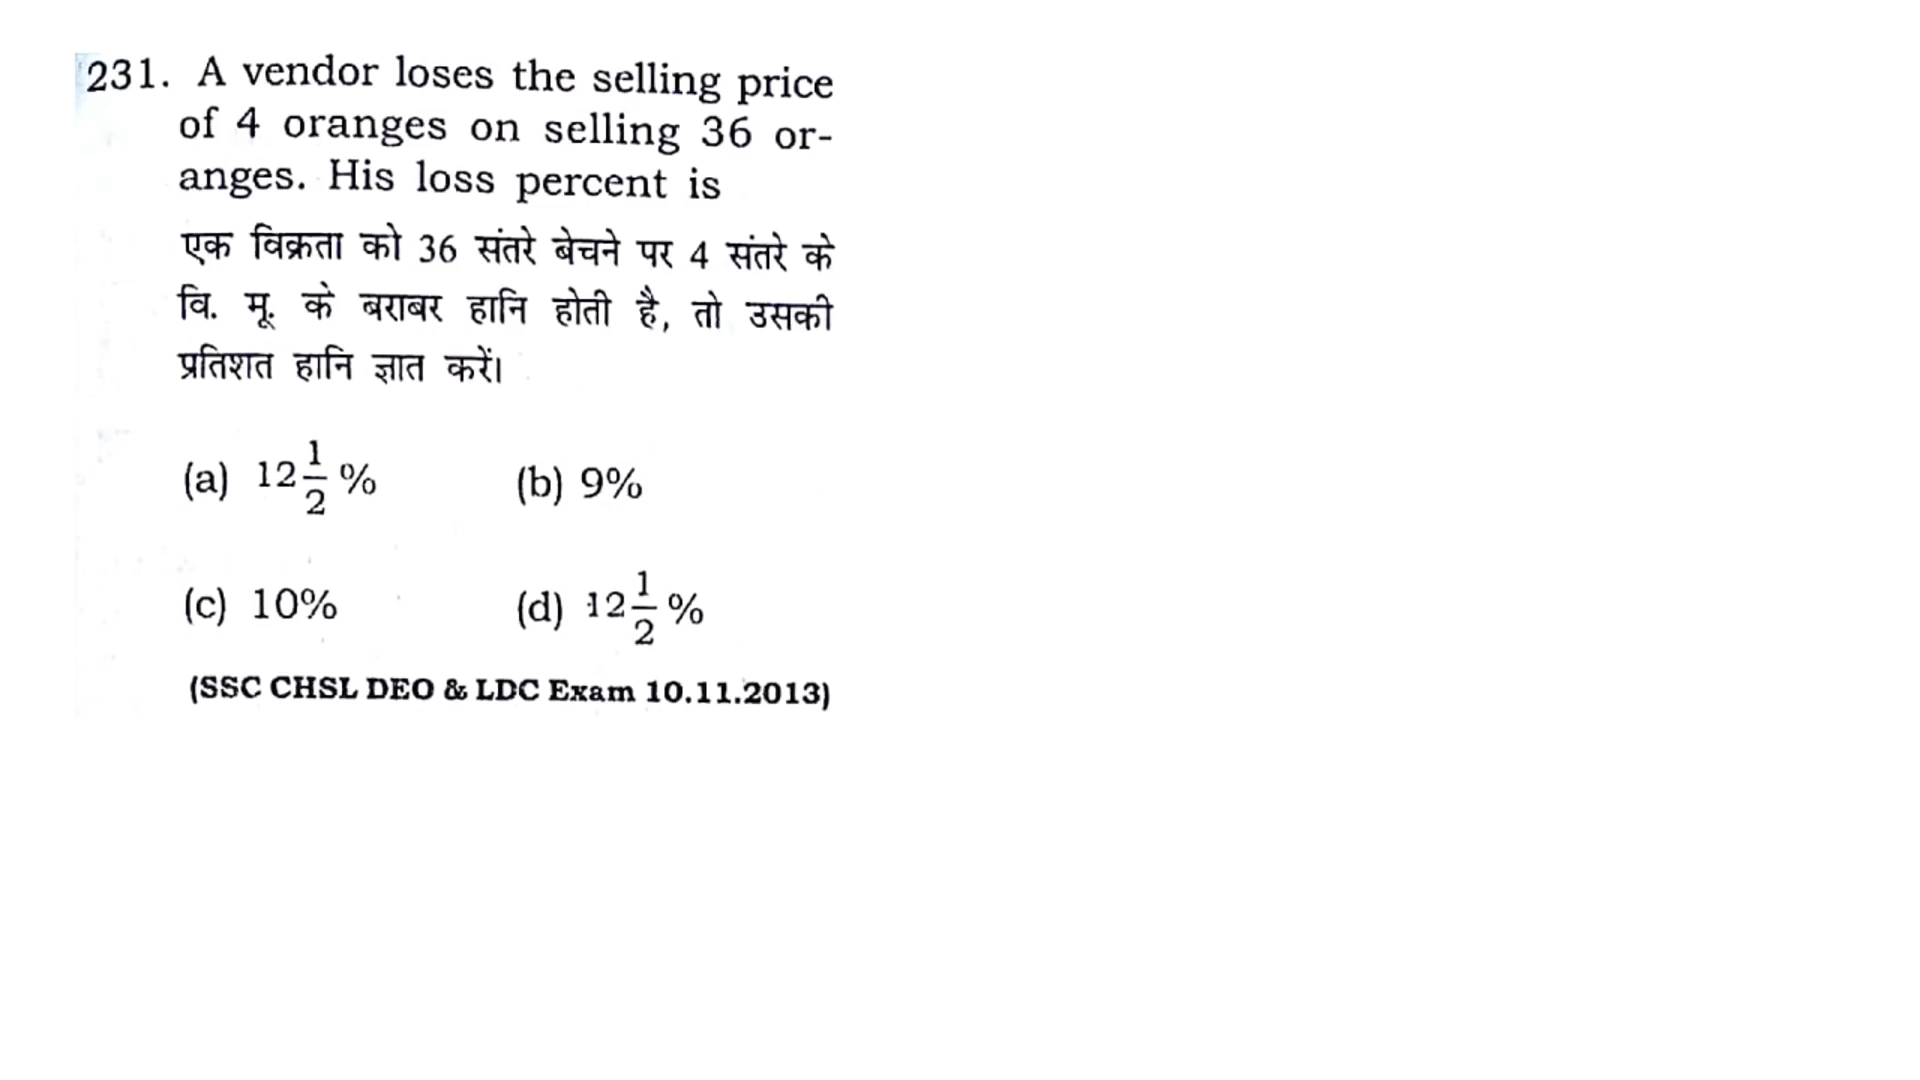 231. A vendor loses the selling price
of 4 oranges on selling 36 or-
anges. His loss percent is
एक विक्रता को 36 संतरे बेचने पर 4 संतरे के
वि. मू. के बराबर हानि होती है, तो उसकी
प्रतिशत हानि ज्ञात करें।
(a) 12 1/2 % (b) 9%
(c) 10% (d) 12 1/2 %
(SSC CHSL DEO & LDC Exam 10.11.2013)